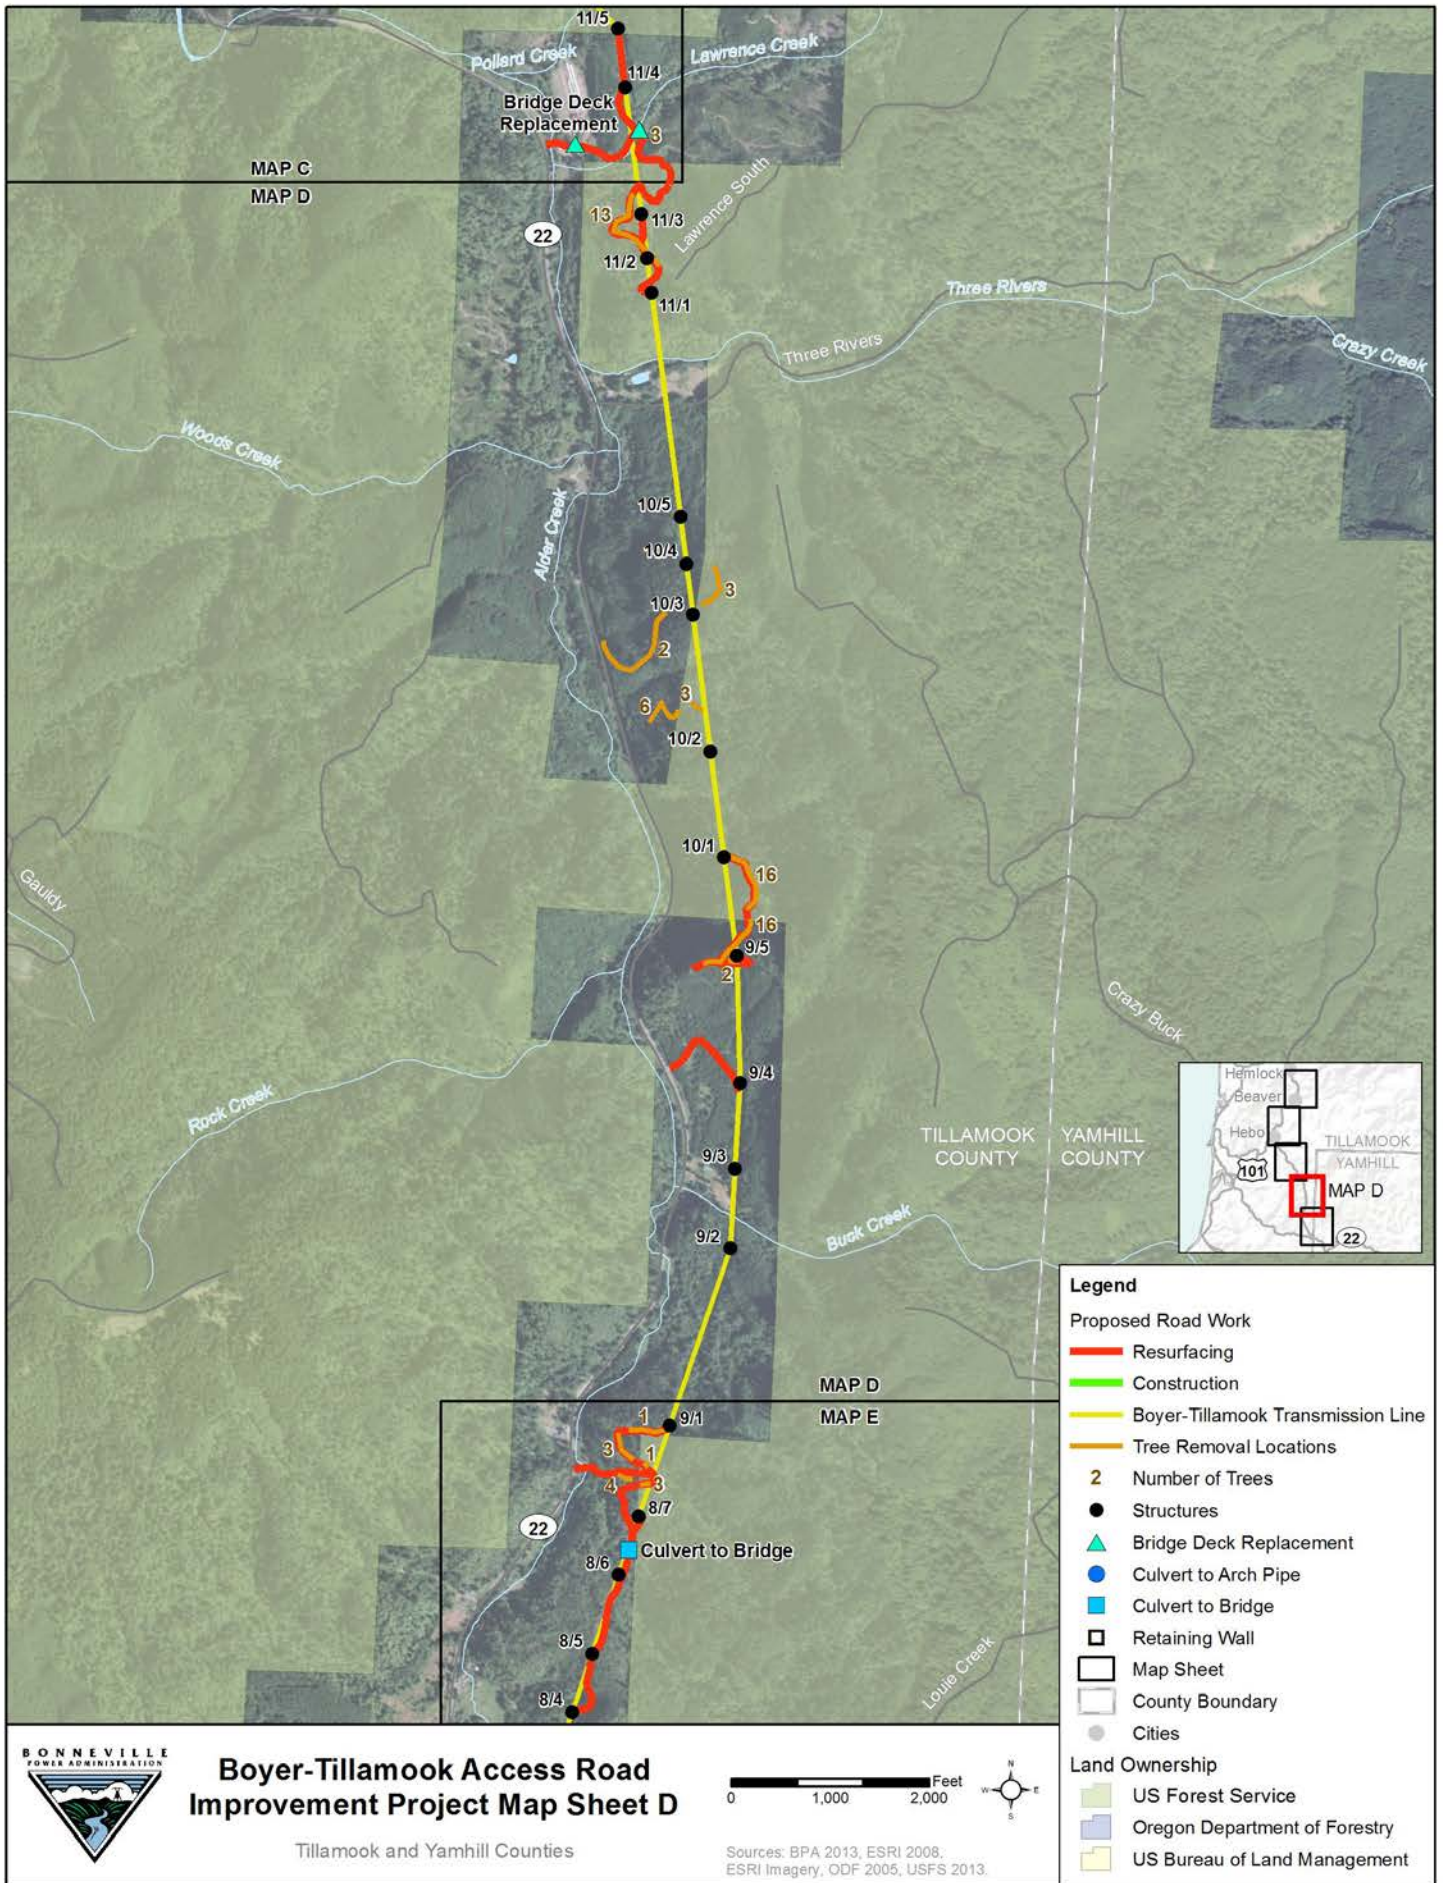 11/5
Pollard Creek
Lawrence Creek
11/4
Bridge Deck
Replacement
3
MAP C
MAP D
Lawrence South
13
11/3
22
11/2
11/1
Three Rivers
Three Rivers
Crazy Creek
Woods Creek
10/5
Alder Creek
10/4
3
10/3
2
3
6
10/2
10/1
16
Gauldy
16
9/5
2
Crazy Buck
9/4
Rock Creek
TILLAMOOK
COUNTY
YAMHILL
COUNTY
9/3
Buck Creek
9/2
Hemlock
Beaver
Hebo
TILLAMOOK
YAMHILL
101
MAP D
22
MAP D
MAP E
1
9/1
3
1
4
3
8/7
22
Culvert to Bridge
8/6
8/5
Louie Creek
8/4
Legend
Proposed Road Work
Resurfacing
Construction
Boyer-Tillamook Transmission Line
Tree Removal Locations
2 Number of Trees
Structures
Bridge Deck Replacement
Culvert to Arch Pipe
Culvert to Bridge
Retaining Wall
Map Sheet
County Boundary
Cities
Land Ownership
US Forest Service
Oregon Department of Forestry
US Bureau of Land Management
BONNEVILLE
POWER ADMINISTRATION
Boyer-Tillamook Access Road
Improvement Project Map Sheet D
Tillamook and Yamhill Counties
Feet
0 1,000 2,000
N
W E
S
Sources: BPA 2013, ESRI 2008,
ESRI Imagery, ODF 2005, USFS 2013.